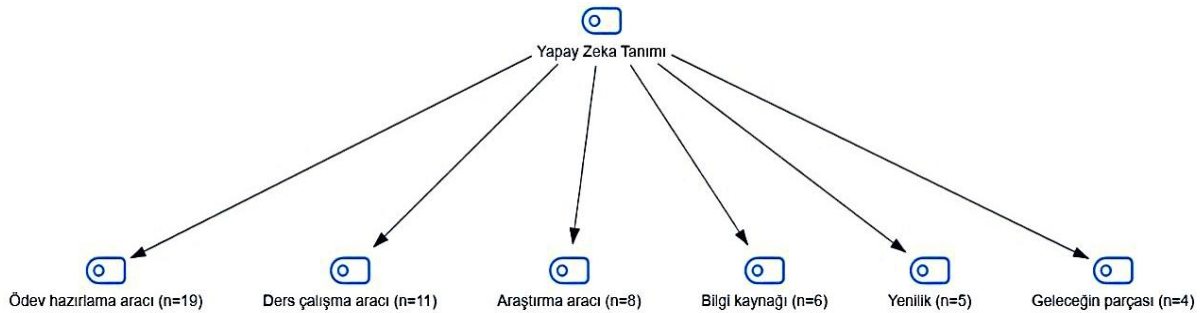 Yapay Zeka Tanımı
Ödev hazırlama aracı (n=19)
Ders çalışma aracı (n=11)
Araştırma aracı (n=8)
Bilgi kaynağı (n=6)
Yenilik (n=5)
Geleceğin parçası (n=4)